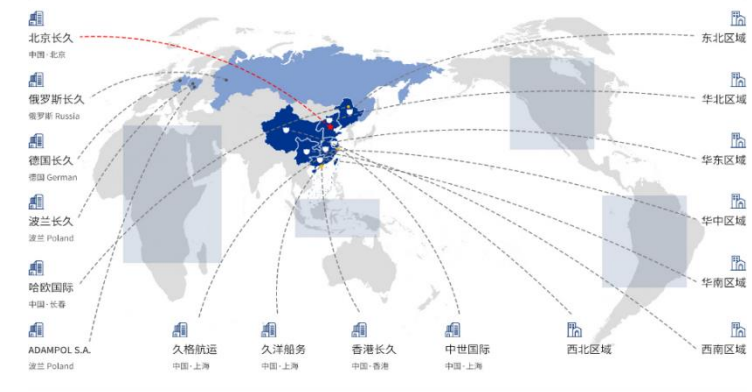 北京长久
中国·北京
俄罗斯长久
俄罗斯 Russia
德国长久
德国 German
波兰长久
波兰 Poland
哈欧国际
中国·长春
ADAMPOL S.A.
波兰 Poland
久格航运
中国·上海
久洋船务
中国·上海
香港长久
中国·香港
中世国际
中国·上海
西北区域
东北区域
华北区域
华东区域
华中区域
华南区域
西南区域